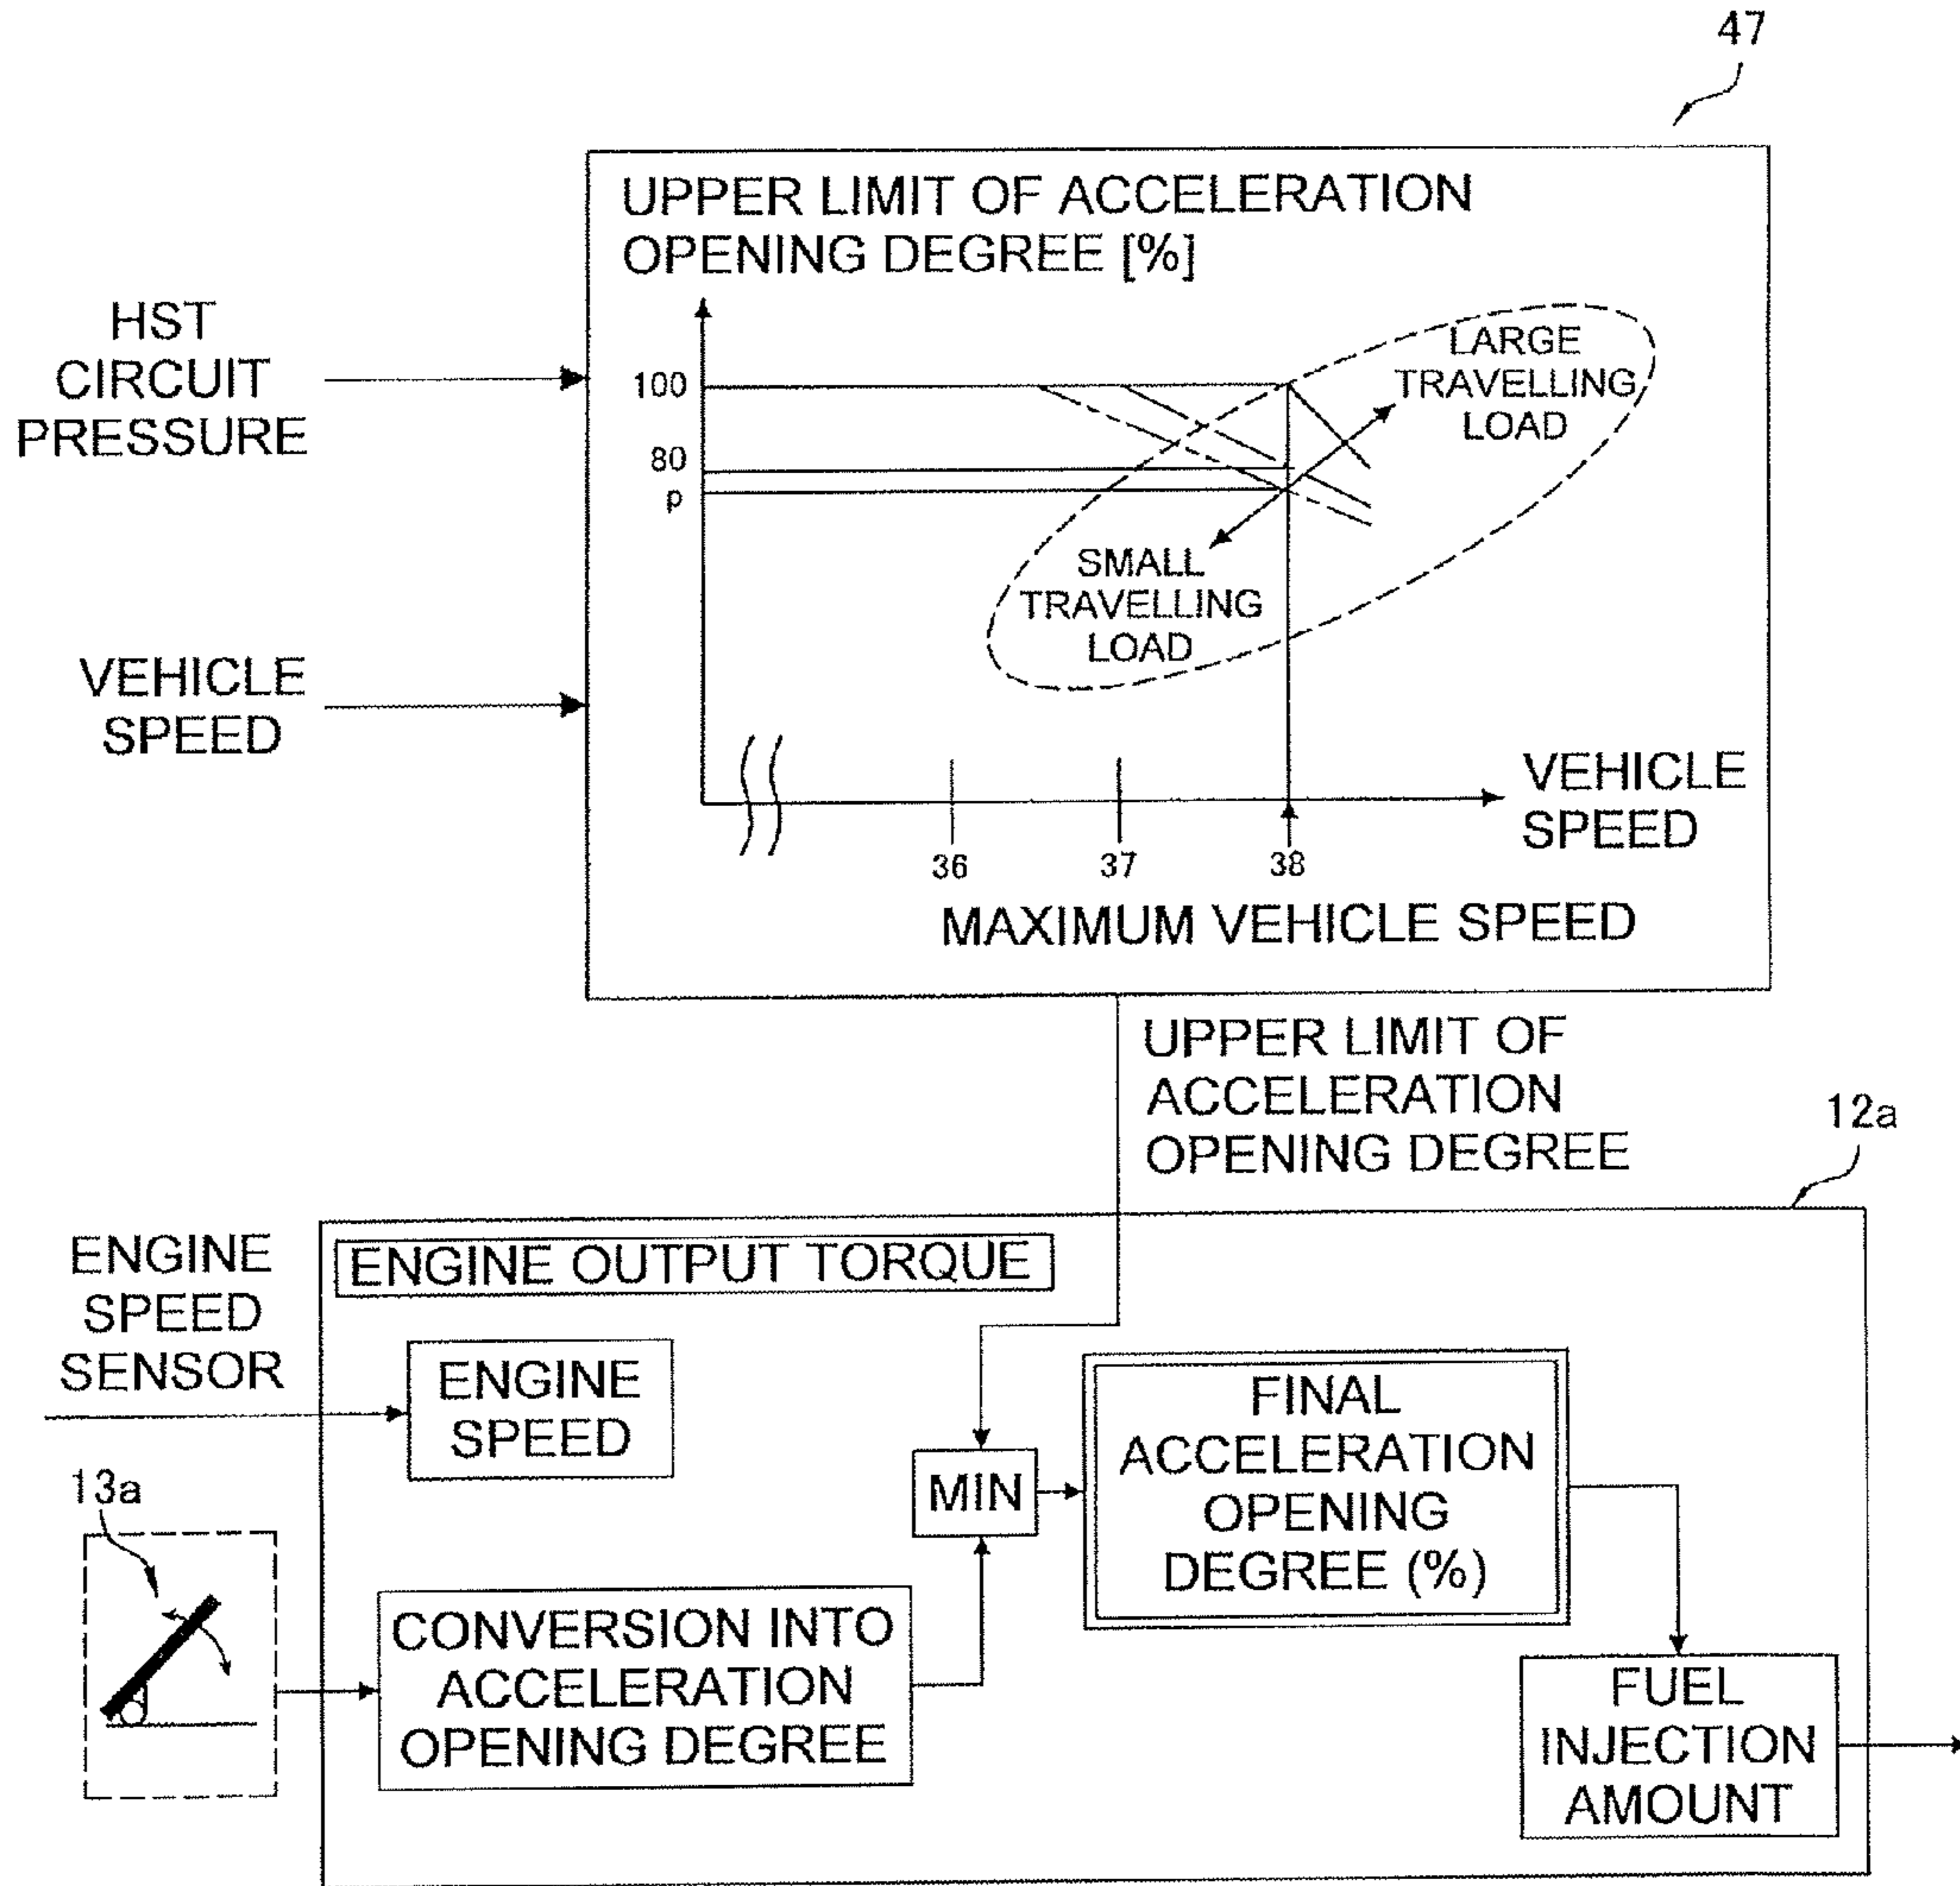 47
UPPER LIMIT OF ACCELERATION
OPENING DEGREE [%]
HST
CIRCUIT
PRESSURE
100
80
p
LARGE
TRAVELLING
LOAD
SMALL
TRAVELLING
LOAD
VEHICLE
SPEED
VEHICLE
SPEED
36
37
38
MAXIMUM VEHICLE SPEED
UPPER LIMIT OF
ACCELERATION
OPENING DEGREE
12a
ENGINE
SPEED
SENSOR
ENGINE OUTPUT TORQUE
ENGINE
SPEED
MIN
FINAL
ACCELERATION
OPENING
DEGREE (%)
13a
CONVERSION INTO
ACCELERATION
OPENING DEGREE
FUEL
INJECTION
AMOUNT